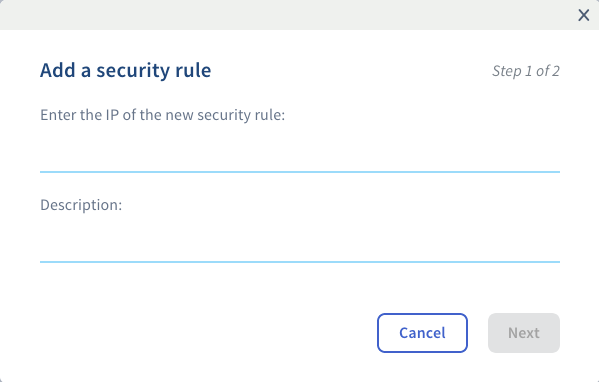 Add a security rule
Step 1 of 2
Enter the IP of the new security rule:
Description:
Cancel
Next